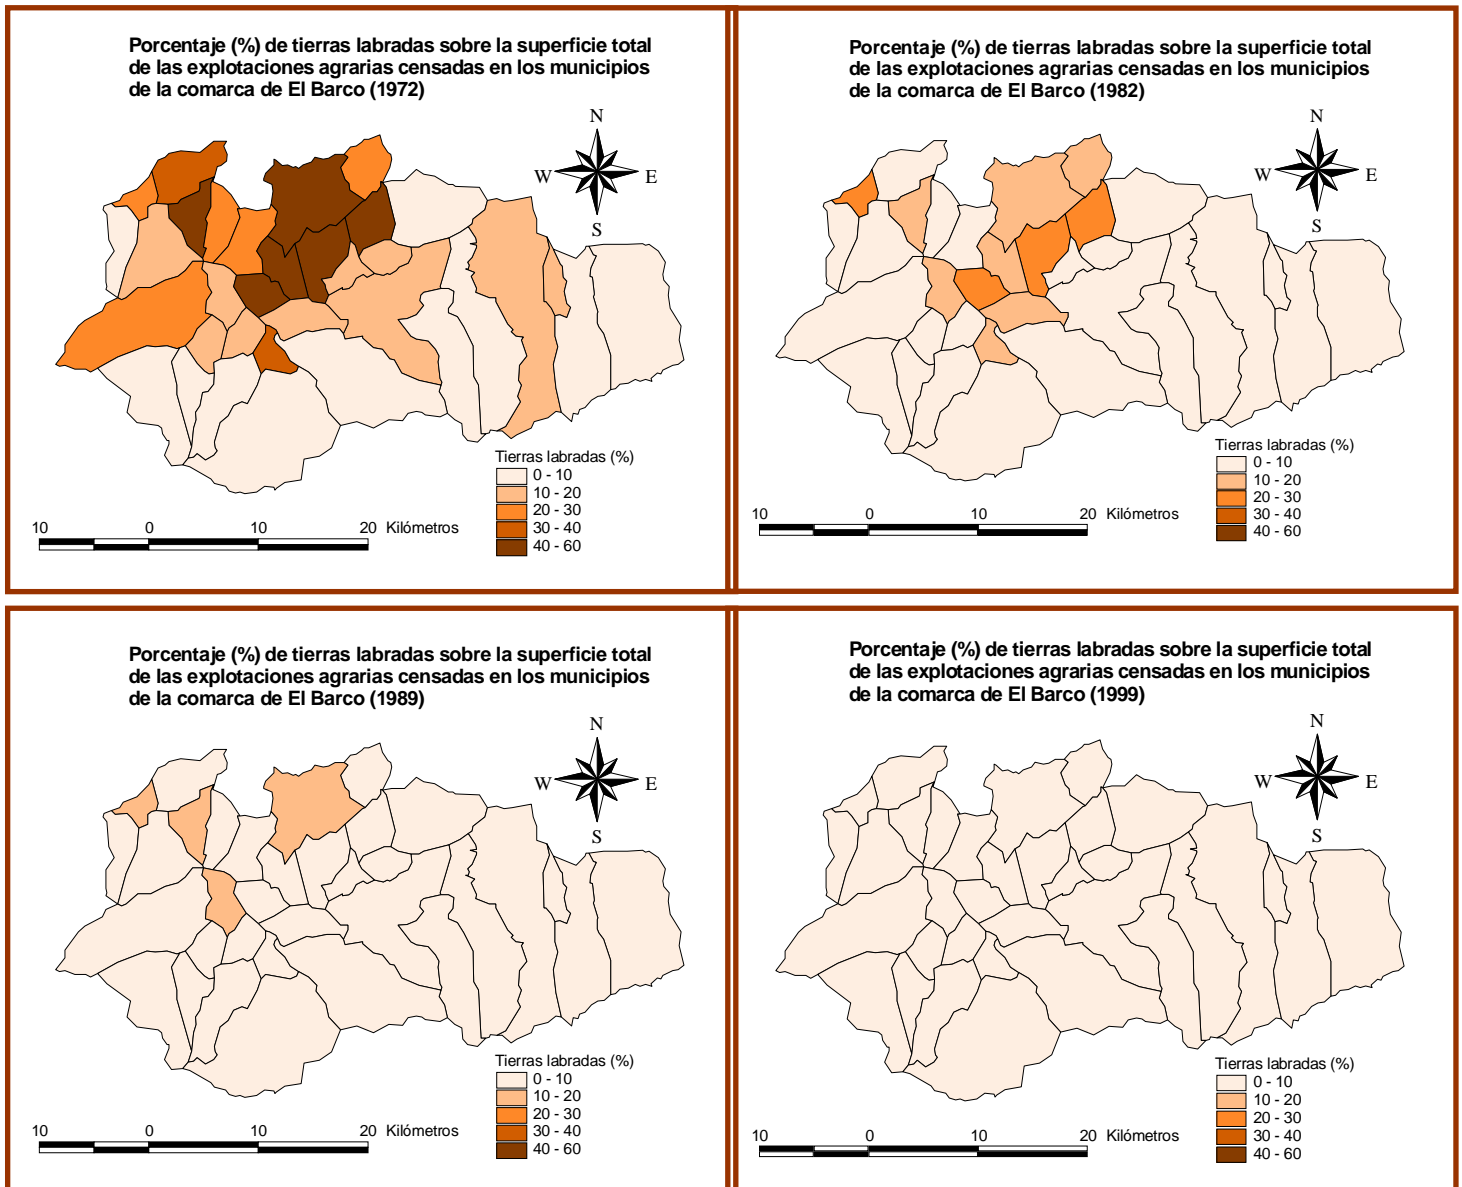 Porcentaje (%) de tierras labradas sobre la superficie total
de las explotaciones agrarias censadas en los municipios
de la comarca de El Barco (1972)
N
W
E
S
Tierras labradas (%)
0 - 10
10 - 20
20 - 30
30 - 40
40 - 60
10 0 10 20 Kilómetros
Porcentaje (%) de tierras labradas sobre la superficie total
de las explotaciones agrarias censadas en los municipios
de la comarca de El Barco (1982)
N
W
E
S
Tierras labradas (%)
0 - 10
10 - 20
20 - 30
30 - 40
40 - 60
10 0 10 20 Kilómetros
Porcentaje (%) de tierras labradas sobre la superficie total
de las explotaciones agrarias censadas en los municipios
de la comarca de El Barco (1989)
N
W
E
S
Tierras labradas (%)
0 - 10
10 - 20
20 - 30
30 - 40
40 - 60
10 0 10 20 Kilómetros
Porcentaje (%) de tierras labradas sobre la superficie total
de las explotaciones agrarias censadas en los municipios
de la comarca de El Barco (1999)
N
W
E
S
Tierras labradas (%)
0 - 10
10 - 20
20 - 30
30 - 40
40 - 60
10 0 10 20 Kilómetros